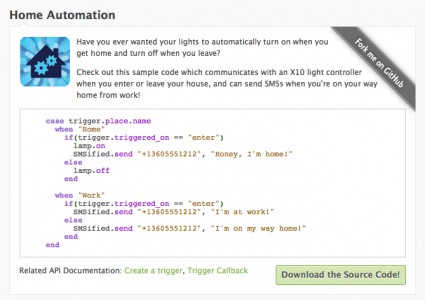 Home Automation
Have you ever wanted your lights to automatically turn on when you
get home and turn off when you leave?
Check out this sample code which communicates with an X10 light controller
when you enter or leave your house, and can send SMSs when you're on your way
home from work!
Fork me on GitHub
case trigger.place.name
when "Home"
if(trigger.triggered_on == "enter")
lamp.on
SMSified.send "+13605551212", "Honey, I'm home!"
else
lamp.off
end
when "Work"
if(trigger.triggered_on == "enter")
SMSified.send "+13605551212", "I'm at work!"
else
SMSified.send "+13605551212", "I'm on my way home!"
end
end
Related API Documentation: Create a trigger, Trigger Callback
Download the Source Code!